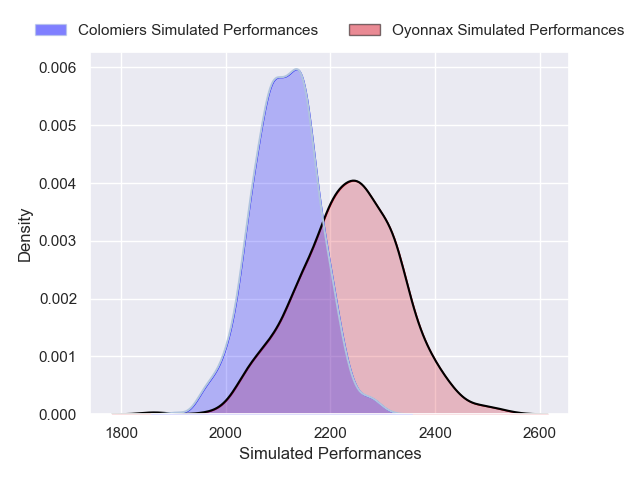 Colomiers Simulated Performances Oyonnax Simulated Performances
0.006
0.005
0.004
0.003
0.002
0.001
0.000
Density
1800 2000 2200 2400 2600
Simulated Performances